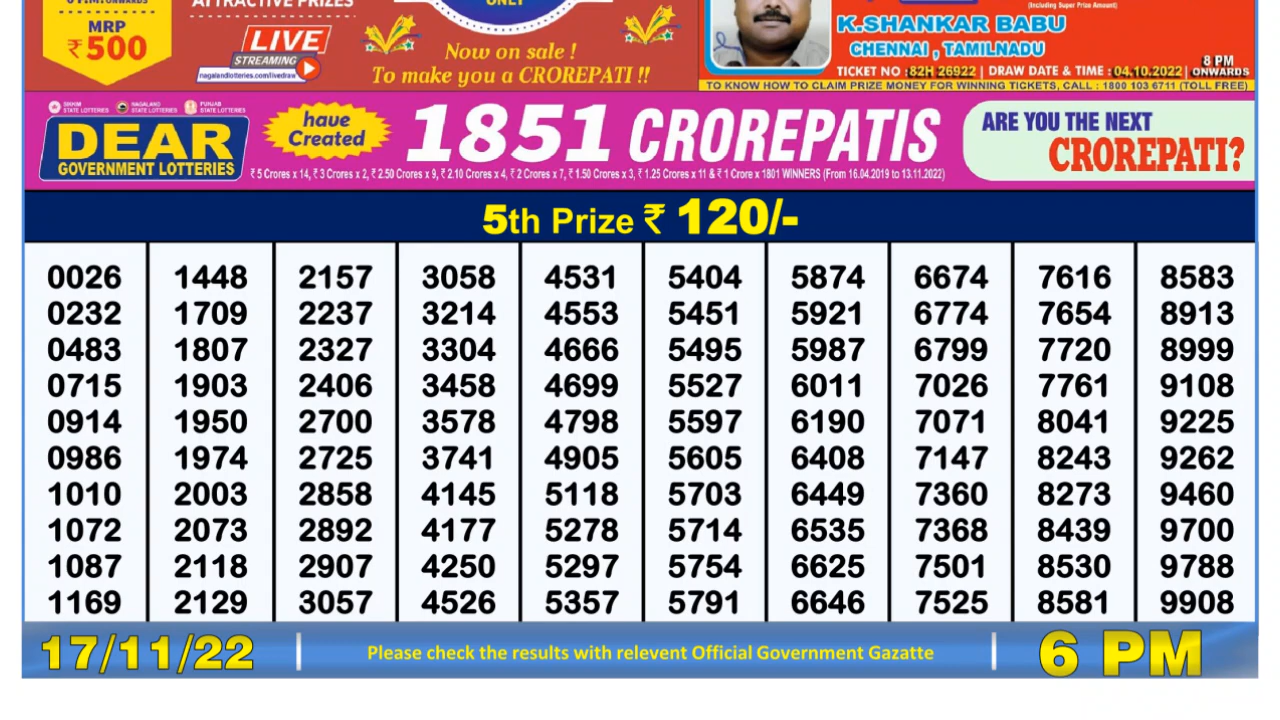 6 P.M. ONWARDS
MRP
₹ 500
ATTRACTIVE PRIZES
LIVE
STREAMING
nagalandlotteries.com/livedraw
ONLY
Now on sale !
To make you a CROREPATI !!
(Including Super Prize Amount)
K.SHANKAR BABU
CHENNAI , TAMILNADU
TICKET NO :82H 26922 | DRAW DATE & TIME :04.10.2022| 8 PM ONWARDS
TO KNOW HOW TO CLAIM PRIZE MONEY FOR WINNING TICKETS, CALL : 1800 103 6711 (TOLL FREE)
SIKKIM STATE LOTTERIES NAGALAND STATE LOTTERIES PUNJAB STATE LOTTERIES
DEAR
GOVERNMENT LOTTERIES
have
Created
1851 CROREPATIS
₹ 5 Crores x 14, ₹ 3 Crores x 2, ₹ 2.50 Crores x 9, ₹ 2.10 Crores x 4, ₹ 2 Crores x 7, ₹ 1.50 Crores x 3, ₹ 1.25 Crores x 11 & ₹ 1 Crore x 1801 WINNERS (From 16.04.2019 to 13.11.2022)
ARE YOU THE NEXT
CROREPATI?
5th Prize ₹ 120/-
0026 1448 2157 3058 4531 5404 5874 6674 7616 8583
0232 1709 2237 3214 4553 5451 5921 6774 7654 8913
0483 1807 2327 3304 4666 5495 5987 6799 7720 8999
0715 1903 2406 3458 4699 5527 6011 7026 7761 9108
0914 1950 2700 3578 4798 5597 6190 7071 8041 9225
0986 1974 2725 3741 4905 5605 6408 7147 8243 9262
1010 2003 2858 4145 5118 5703 6449 7360 8273 9460
1072 2073 2892 4177 5278 5714 6535 7368 8439 9700
1087 2118 2907 4250 5297 5754 6625 7501 8530 9788
1169 2129 3057 4526 5357 5791 6646 7525 8581 9908
17/11/22 | Please check the results with relevent Official Government Gazatte | 6 PM